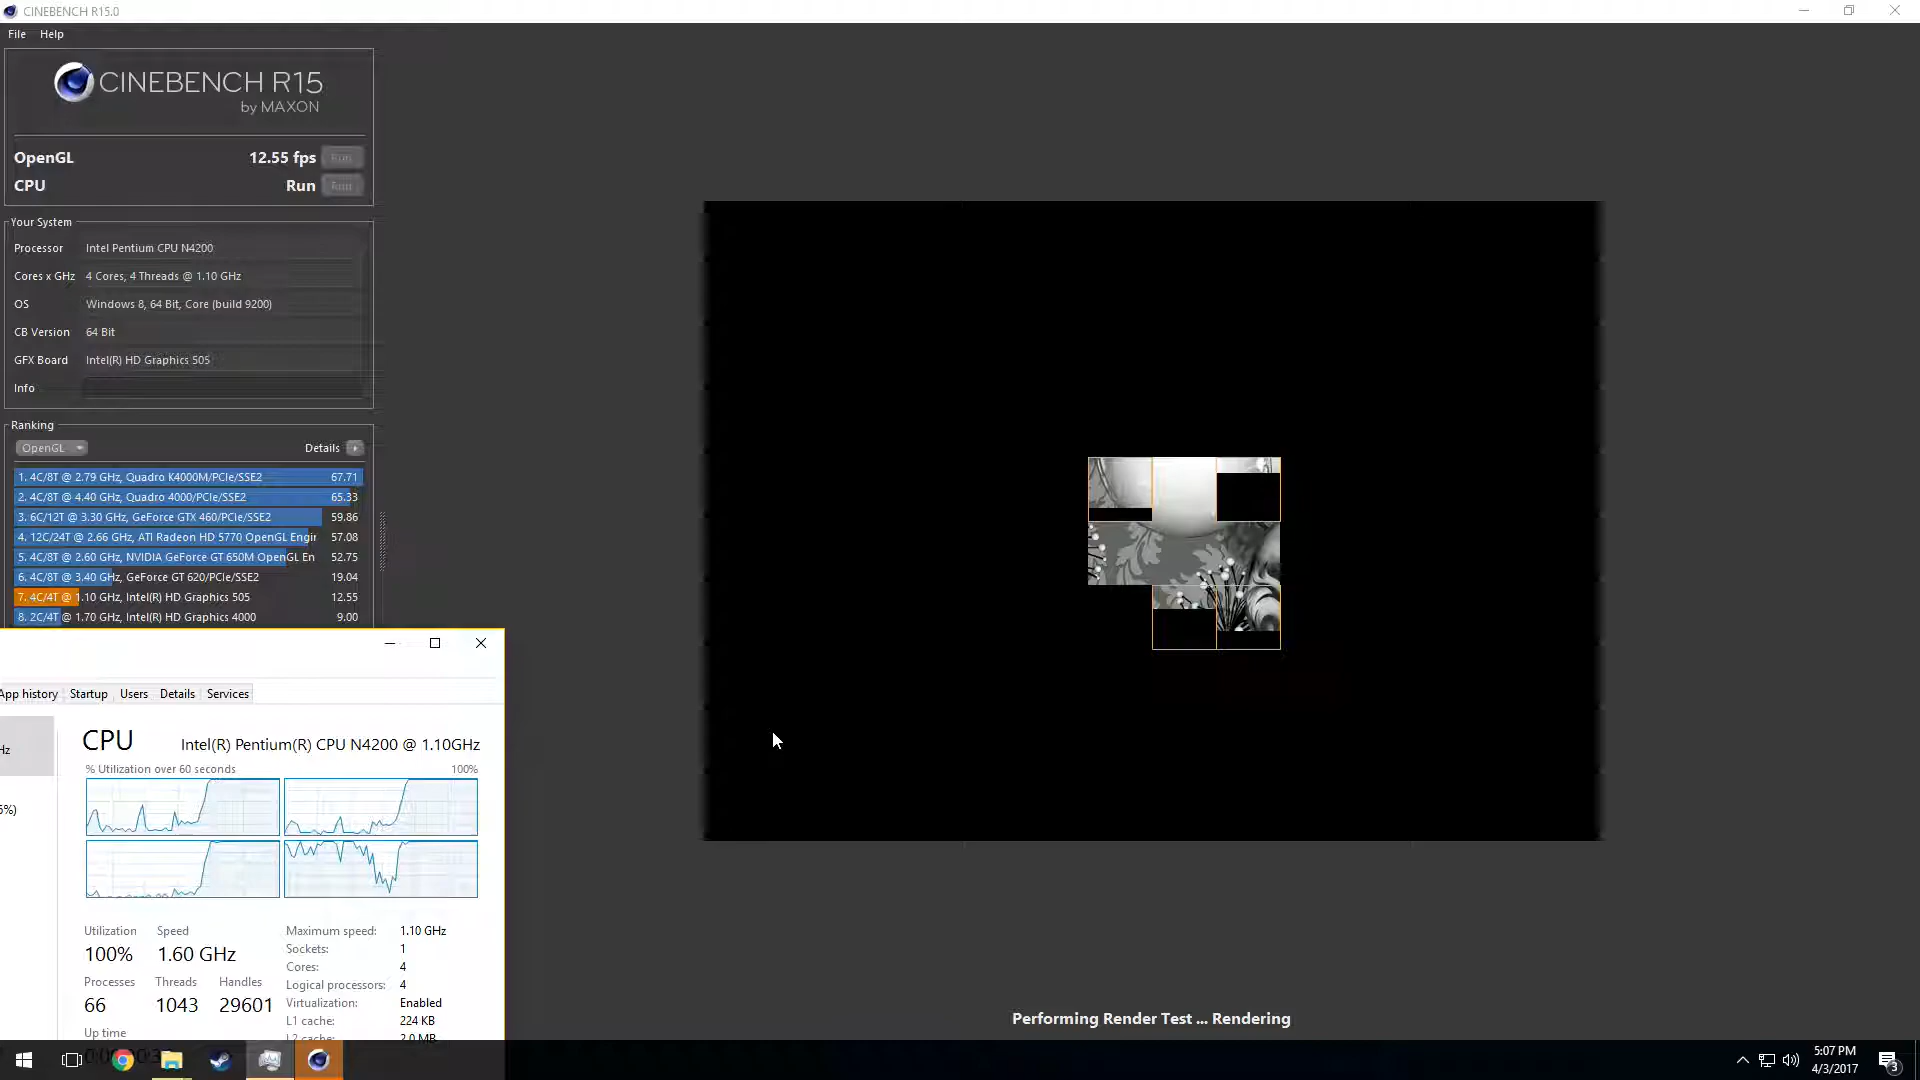 CINEBENCH R15.0
File Help
CINEBENCH R15
by MAXON
OpenGL 12.55 fps Run
CPU Run Run
Your System
Processor Intel Pentium CPU N4200
Cores x GHz 4 Cores, 4 Threads @ 1.10 GHz
OS Windows 8, 64 Bit, Core (build 9200)
CB Version 64 Bit
GFX Board Intel(R) HD Graphics 505
Info
Ranking
OpenGL Details
1. 4C/8T @ 2.79 GHz, Quadro K4000M/PCIe/SSE2 67.71
2. 4C/8T @ 4.40 GHz, Quadro 4000/PCIe/SSE2 65.33
3. 6C/12T @ 3.30 GHz, GeForce GTX 460/PCIe/SSE2 59.86
4. 12C/24T @ 2.66 GHz, ATI Radeon HD 5770 OpenGL Engir 57.08
5. 4C/8T @ 2.60 GHz, NVIDIA GeForce GT 650M OpenGL En 52.75
6. 4C/8T @ 3.40 GHz, GeForce GT 620/PCIe/SSE2 19.04
7. 4C/4T @ 1.10 GHz, Intel(R) HD Graphics 505 12.55
8. 2C/4T @ 1.70 GHz, Intel(R) HD Graphics 4000 9.00
App history Startup Users Details Services
Hz
CPU Intel(R) Pentium(R) CPU N4200 @ 1.10GHz
% Utilization over 60 seconds 100%
Utilization Speed
100% 1.60 GHz
Processes Threads Handles
66 1043 29601
Up time
Maximum speed: 1.10 GHz
Sockets: 1
Cores: 4
Logical processors: 4
Virtualization: Enabled
L1 cache: 224 KB
L2 cache: 2.0 MB
Performing Render Test ... Rendering
5:07 PM
4/3/2017
3